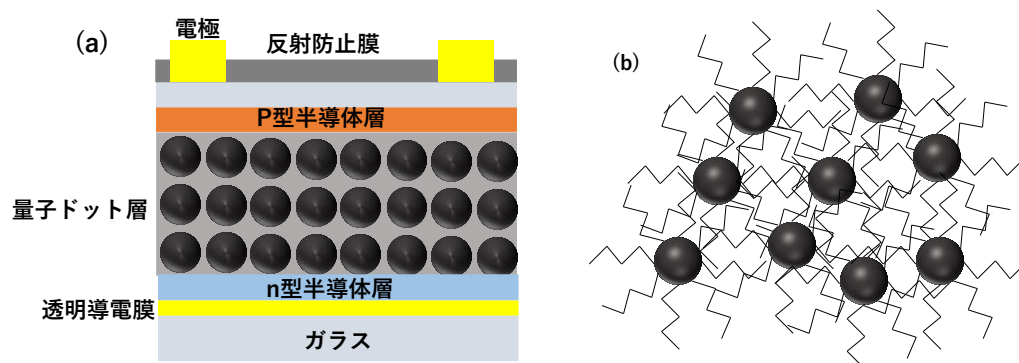 (a)
電極
反射防止膜
P型半導体層
量子ドット層
n型半導体層
透明導電膜
ガラス
(b)